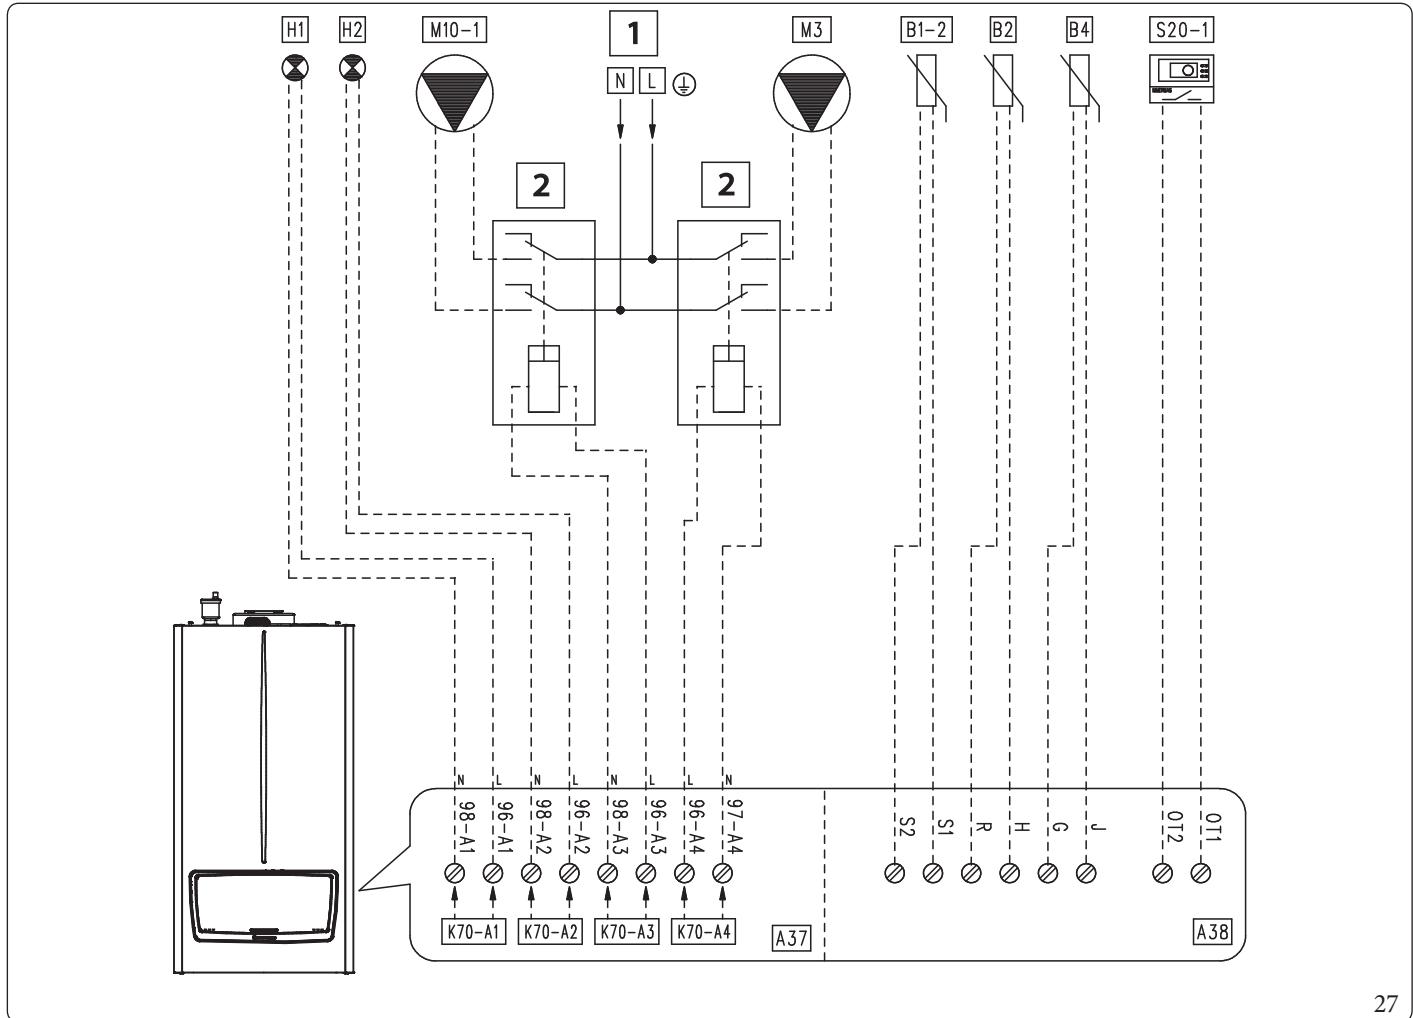 H1 H2 M10-1 1 M3 B1-2 B2 B4 S20-1
N L
2 2
N L N L N L L N
98-A1 96-A1 98-A2 96-A2 98-A3 96-A3 96-A4 97-A4 S2 S1 R H G J OT2 OT1
K70-A1 K70-A2 K70-A3 K70-A4 A37 A38
27